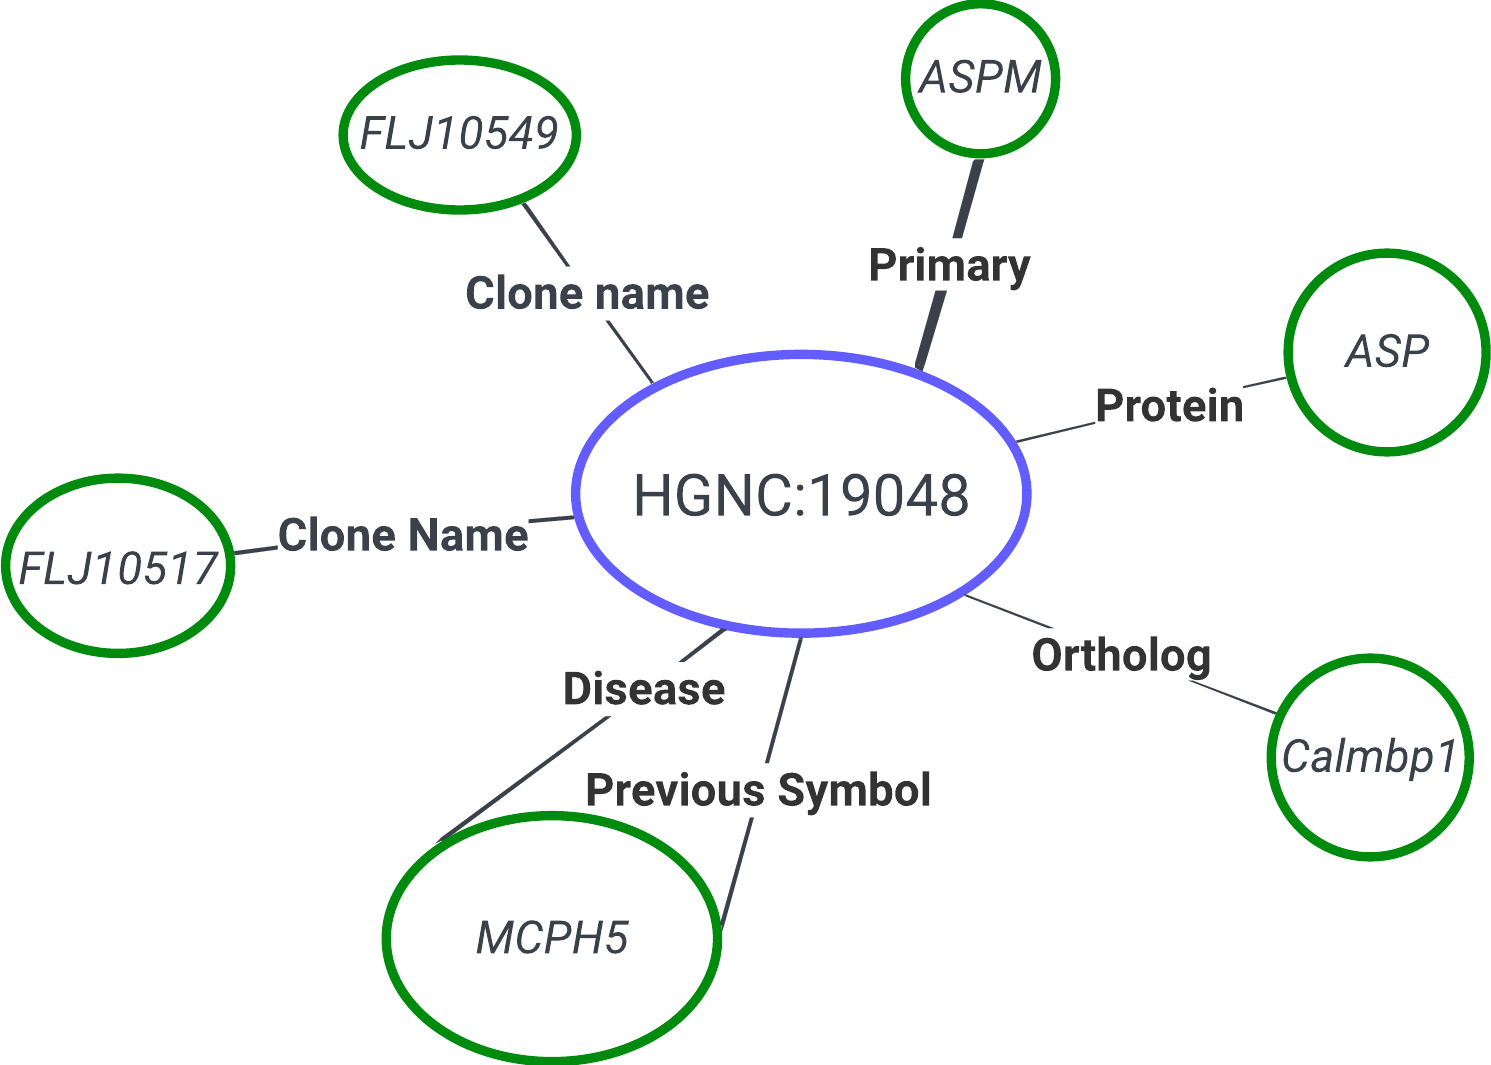 ASPM
FLJ10549
Primary
Clone name
ASP
Protein
HGNC:19048
Clone Name
FLJ10517
Ortholog
Disease
Calmbp1
Previous Symbol
MCPH5